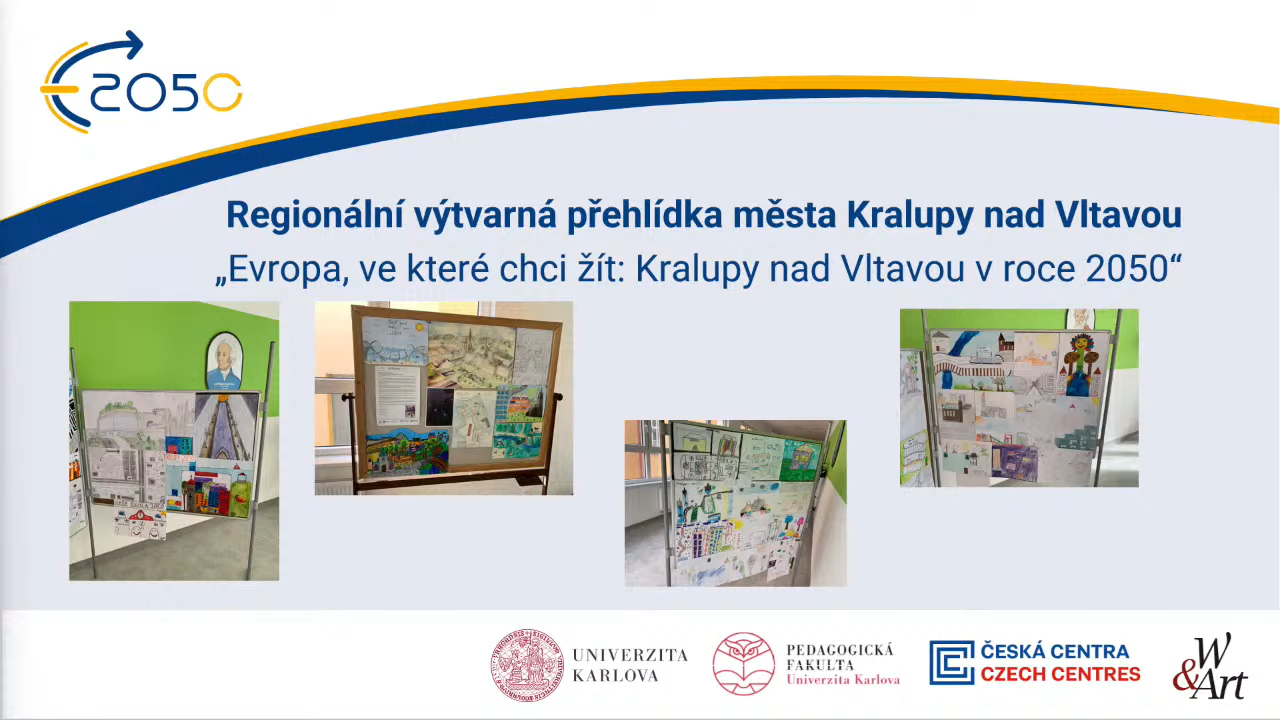 2050
Regionální výtvarná přehlídka města Kralupy nad Vltavou
„Evropa, ve které chci žít: Kralupy nad Vltavou v roce 2050“
UNIVERZITA
KARLOVA
PEDAGOGICKÁ
FAKULTA
Univerzita Karlova
ČESKÁ CENTRA
CZECH CENTRES
W
&Art